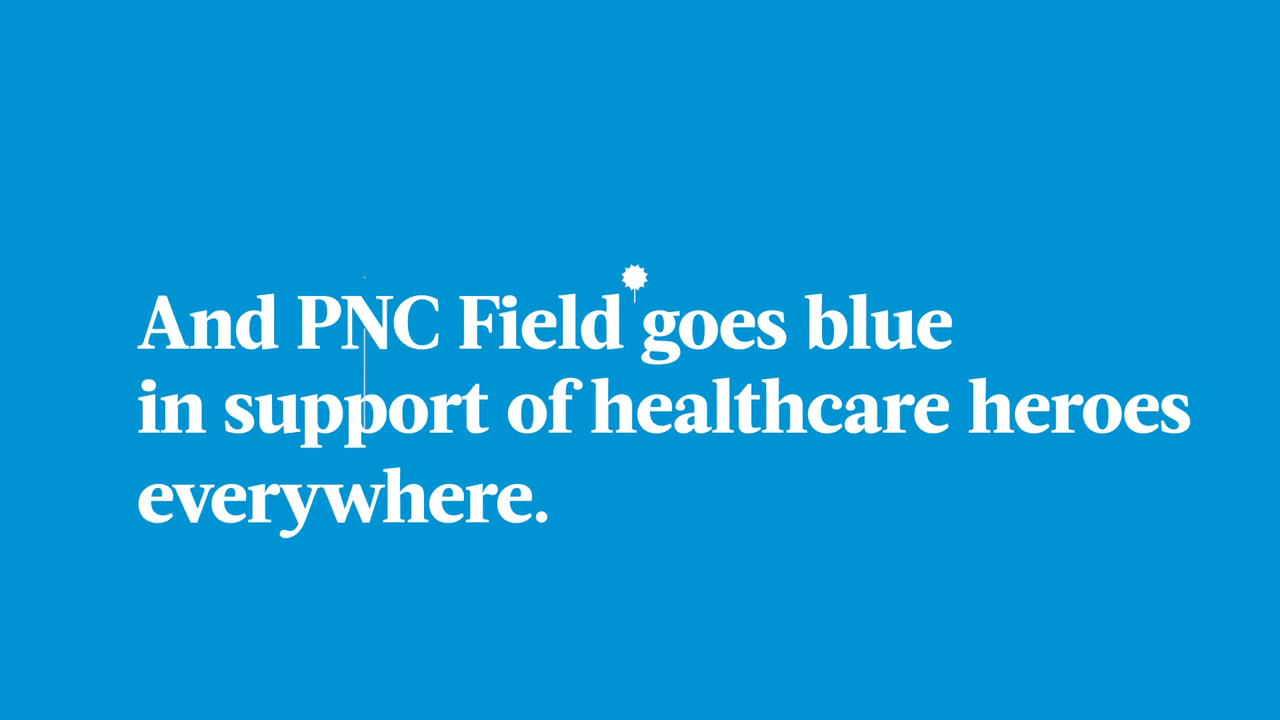 And PNC Field goes blue
in support of healthcare heroes
everywhere.